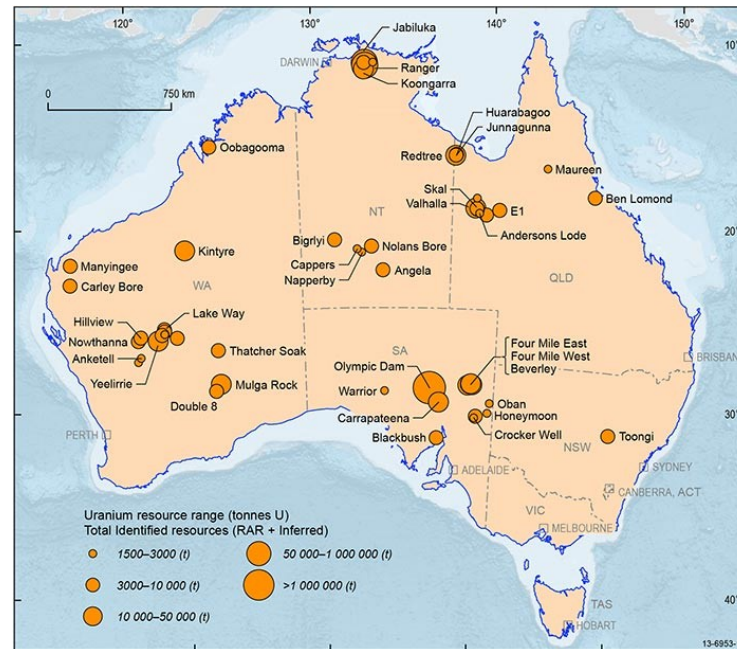 120°
130°
140°
150°
10°
20°
30°
40°
Jabiluka
DARWIN
Ranger
Koongarra
0
750 km
Huarabagoo
Junnagunna
Redtree
Oobagooma
Maureen
Skal
Valhalla
Ben Lomond
E1
Andersons Lode
NT
Bigrlyi
Nolans Bore
Kintyre
Cappers
Napperby
Angela
Manyingee
WA
QLD
Carley Bore
Lake Way
Hillview
Nowthanna
SA
Four Mile East
Four Mile West
Beverley
Olympic Dam
Thatcher Soak
Anketell
BRISBANE
Yeelirrie
Mulga Rock
Warrior
Double 8
Oban
Honeymoon
Carrapateena
Crocker Well
PERTH
Blackbush
Toongi
NSW
ADELAIDE
SYDNEY
CANBERRA, ACT
VIC
MELBOURNE
Uranium resource range (tonnes U)
Total Identified resources (RAR + Inferred)
1500–3000 (t)
50 000–1 000 000 (t)
3000–10 000 (t)
>1 000 000 (t)
10 000–50 000 (t)
TAS
HOBART
13-6953-